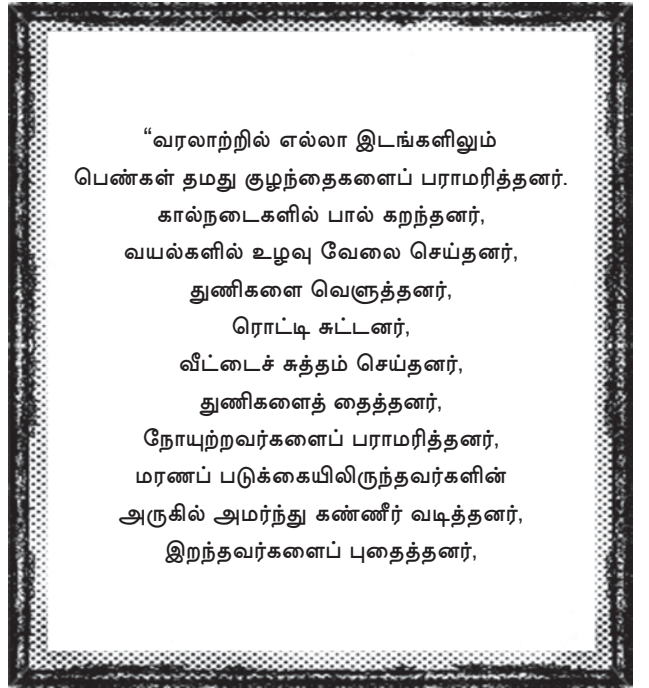 “வரலாற்றில் எல்லா இடங்களிலும்
பெண்கள் தமது குழந்தைகளைப் பராமரித்தனர்.
கால்நடைகளில் பால் கறந்தனர்,
வயல்களில் உழவு வேலை செய்தனர்,
துணிகளை வெளுத்தனர்,
ரொட்டி சுட்டனர்,
வீட்டைச் சுத்தம் செய்தனர்,
துணிகளைத் தைத்தனர்,
நோயுற்றவர்களைப் பராமரித்தனர்,
மரணப் படுக்கையிலிருந்தவர்களின்
அருகில் அமர்ந்து கண்ணீர் வடித்தனர்,
இறந்தவர்களைப் புதைத்தனர்,